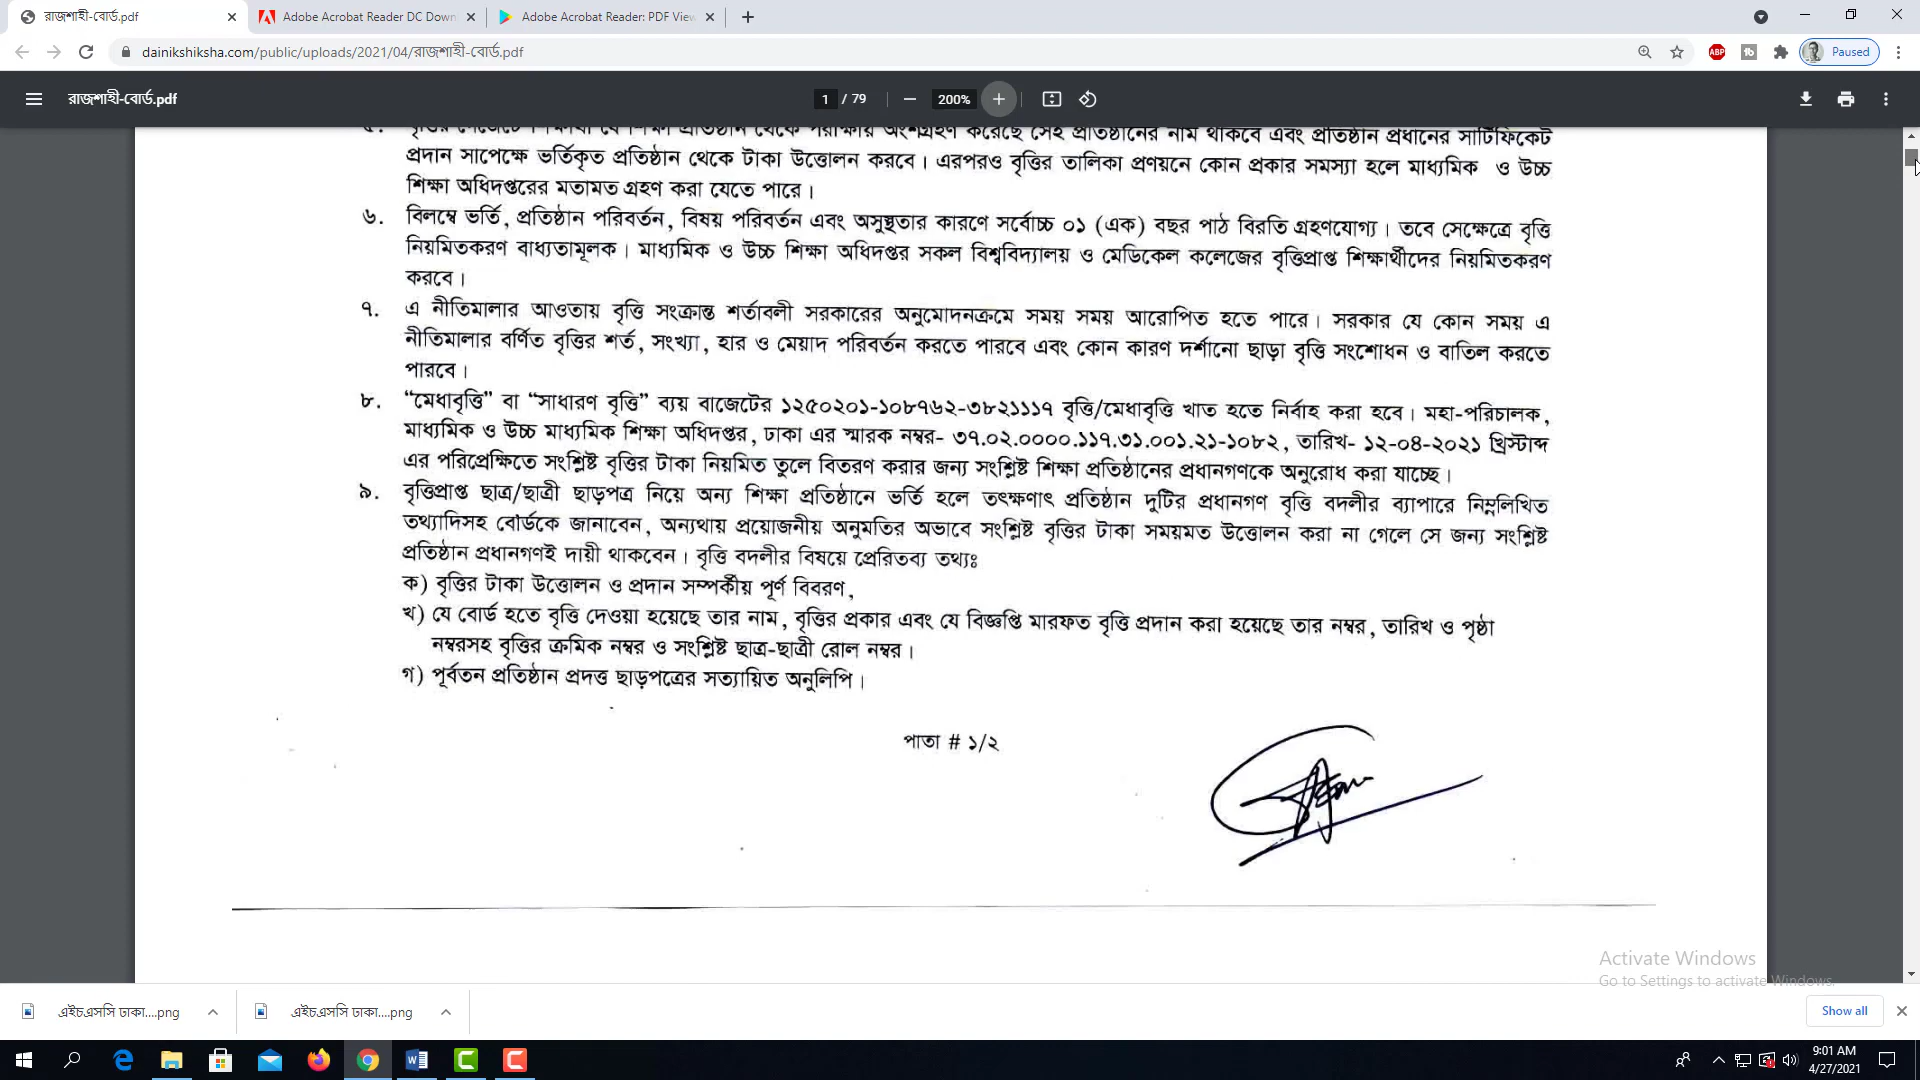 রাজশাহী-বোর্ড.pdf
Adobe Acrobat Reader DC Down
Adobe Acrobat Reader: PDF View
dainikshiksha.com/public/uploads/2021/04/রাজশাহী-বোর্ড.pdf
ABP
Paused
রাজশাহী-বোর্ড.pdf
1 / 79
200%
৫. বৃত্তির গেজেটে শিক্ষার্থী যে শিক্ষা প্রতিষ্ঠান থেকে পরীক্ষায় অংশগ্রহণ করেছে সেই প্রতিষ্ঠানের নাম থাকবে এবং প্রতিষ্ঠান প্রধানের সার্টিফিকেট
প্রদান সাপেক্ষে ভর্তিকৃত প্রতিষ্ঠান থেকে টাকা উত্তোলন করবে। এরপরও বৃত্তির তালিকা প্রণয়নে কোন প্রকার সমস্যা হলে মাধ্যমিক ও উচ্চ
শিক্ষা অধিদপ্তরের মতামত গ্রহণ করা যেতে পারে।
৬. বিলম্বে ভর্তি, প্রতিষ্ঠান পরিবর্তন, বিষয় পরিবর্তন এবং অসুস্থতার কারণে সর্বোচ্চ ০১ (এক) বছর পাঠ বিরতি গ্রহণযোগ্য। তবে সেক্ষেত্রে বৃত্তি
নিয়মিতকরণ বাধ্যতামূলক। মাধ্যমিক ও উচ্চ শিক্ষা অধিদপ্তর সকল বিশ্ববিদ্যালয় ও মেডিকেল কলেজের বৃত্তিপ্রাপ্ত শিক্ষার্থীদের নিয়মিতকরণ
করবে।
৭. এ নীতিমালার আওতায় বৃত্তি সংক্রান্ত শর্তাবলী সরকারের অনুমোদনক্রমে সময় সময় আরোপিত হতে পারে। সরকার যে কোন সময় এ
নীতিমালার বর্ণিত বৃত্তির শর্ত, সংখ্যা, হার ও মেয়াদ পরিবর্তন করতে পারবে এবং কোন কারণ দর্শানো ছাড়া বৃত্তি সংশোধন ও বাতিল করতে
পারবে।
৮. “মেধাবৃত্তি” বা “সাধারণ বৃত্তি” ব্যয় বাজেটের ১২৫০২০১-১০৮৭৬২-৩৮২১১১৭ বৃত্তি/মেধাবৃত্তি খাত হতে নির্বাহ করা হবে। মহা-পরিচালক,
মাধ্যমিক ও উচ্চ মাধ্যমিক শিক্ষা অধিদপ্তর, ঢাকা এর স্মারক নম্বর- ৩৭.০২.০০০০.১১৭.৩১.০০১.২১-১০৮২, তারিখ- ১২-০৪-২০২১ খ্রিস্টাব্দ
এর পরিপ্রেক্ষিতে সংশ্লিষ্ট বৃত্তির টাকা নিয়মিত তুলে বিতরণ করার জন্য সংশ্লিষ্ট শিক্ষা প্রতিষ্ঠানের প্রধানগণকে অনুরোধ করা যাচ্ছে।
৯. বৃত্তিপ্রাপ্ত ছাত্র/ছাত্রী ছাড়পত্র নিয়ে অন্য শিক্ষা প্রতিষ্ঠানে ভর্তি হলে তৎক্ষণাৎ প্রতিষ্ঠান দুটির প্রধানগণ বৃত্তি বদলীর ব্যাপারে নিম্নলিখিত
তথ্যাদিসহ বোর্ডকে জানাবেন, অন্যথায় প্রয়োজনীয় অনুমতির অভাবে সংশ্লিষ্ট বৃত্তির টাকা সময়মত উত্তোলন করা না গেলে সে জন্য সংশ্লিষ্ট
প্রতিষ্ঠান প্রধানগণই দায়ী থাকবেন। বৃত্তি বদলীর বিষয়ে প্রেরিতব্য তথ্যঃ
ক) বৃত্তির টাকা উত্তোলন ও প্রদান সম্পর্কীয় পূর্ণ বিবরণ,
খ) যে বোর্ড হতে বৃত্তি দেওয়া হয়েছে তার নাম, বৃত্তির প্রকার এবং যে বিজ্ঞপ্তি মারফত বৃত্তি প্রদান করা হয়েছে তার নম্বর, তারিখ ও পৃষ্ঠা
নম্বরসহ বৃত্তির ক্রমিক নম্বর ও সংশ্লিষ্ট ছাত্র-ছাত্রী রোল নম্বর।
গ) পূর্বতন প্রতিষ্ঠান প্রদত্ত ছাড়পত্রের সত্যায়িত অনুলিপি।
পাতা # ১/২
Activate Windows
Go to Settings to activate Windows.
এইচএসসি ঢাকা....png
এইচএসসি ঢাকা....png
Show all
9:01 AM
4/27/2021